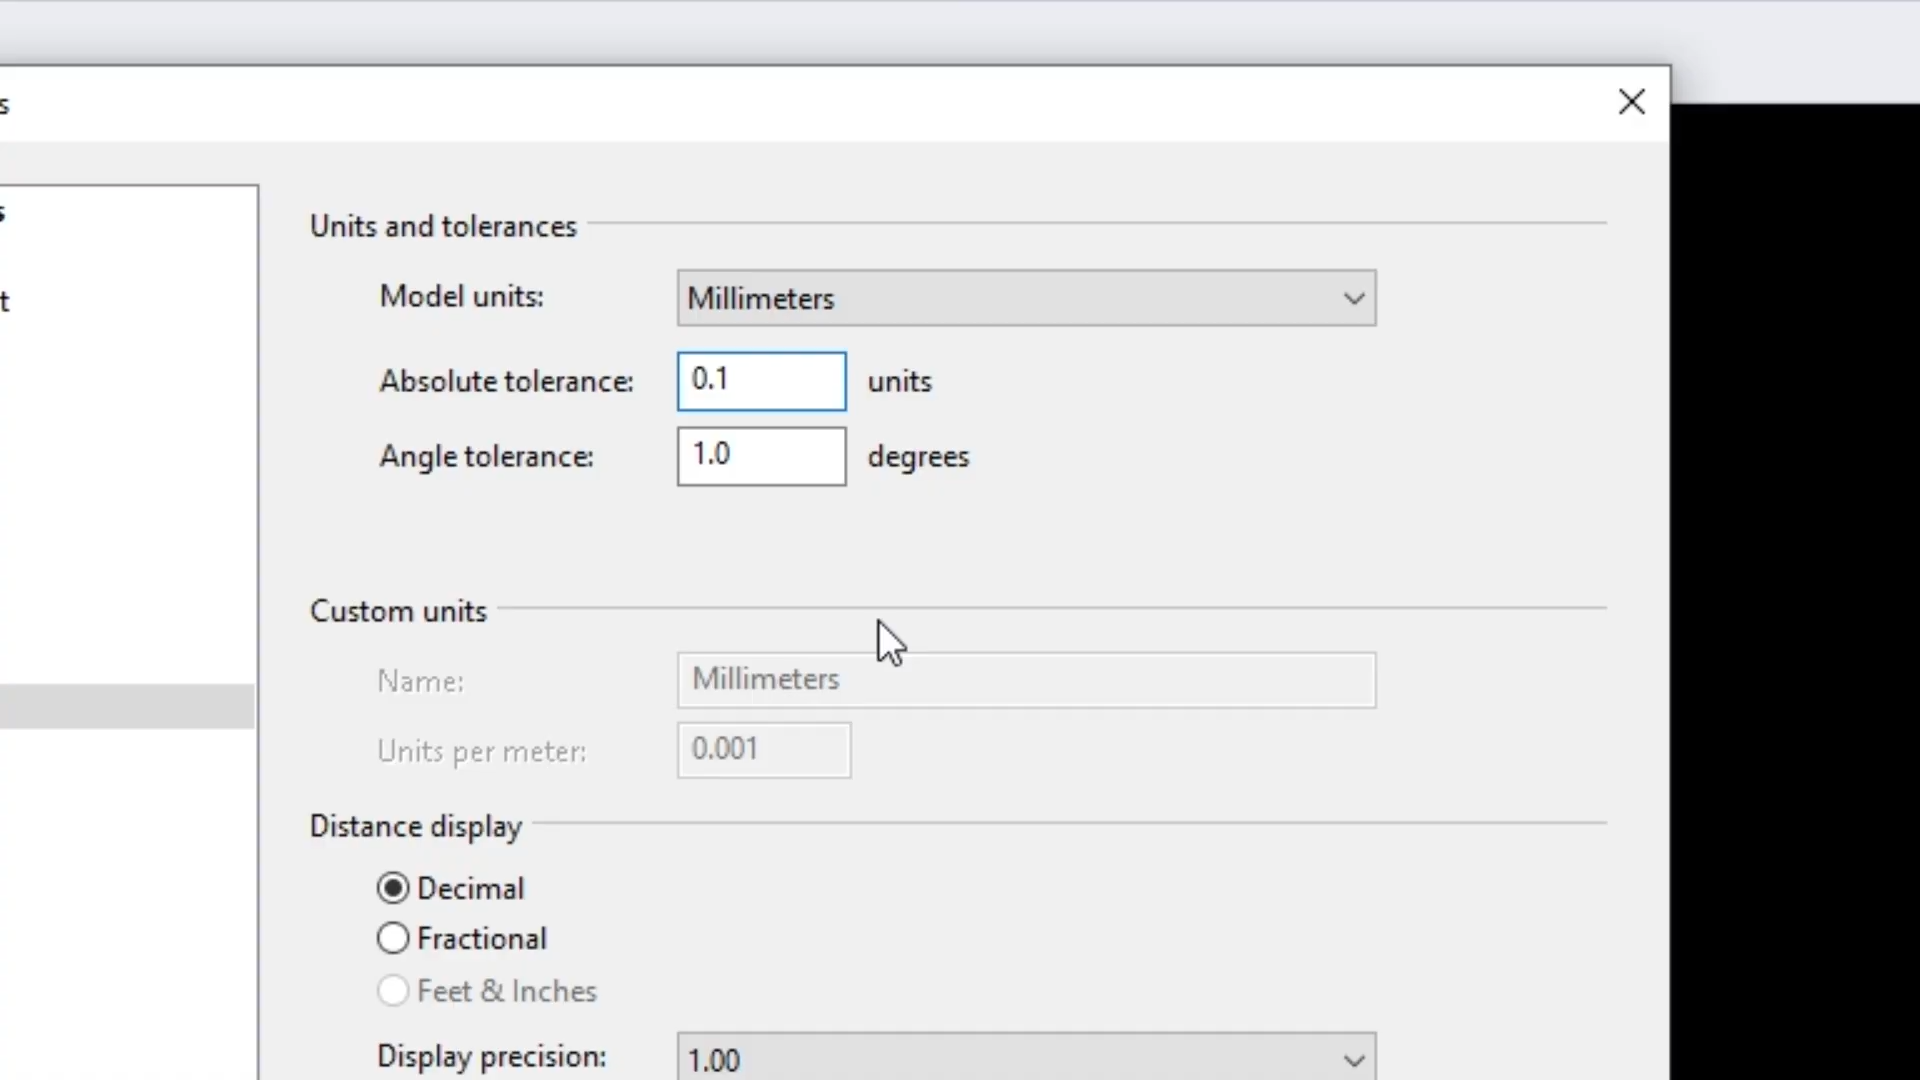 s
s
t
Units and tolerances
Model units: Millimeters
Absolute tolerance: 0.1 units
Angle tolerance: 1.0 degrees
Custom units
Name: Millimeters
Units per meter: 0.001
Distance display
Decimal
Fractional
Feet & Inches
Display precision: 1.00